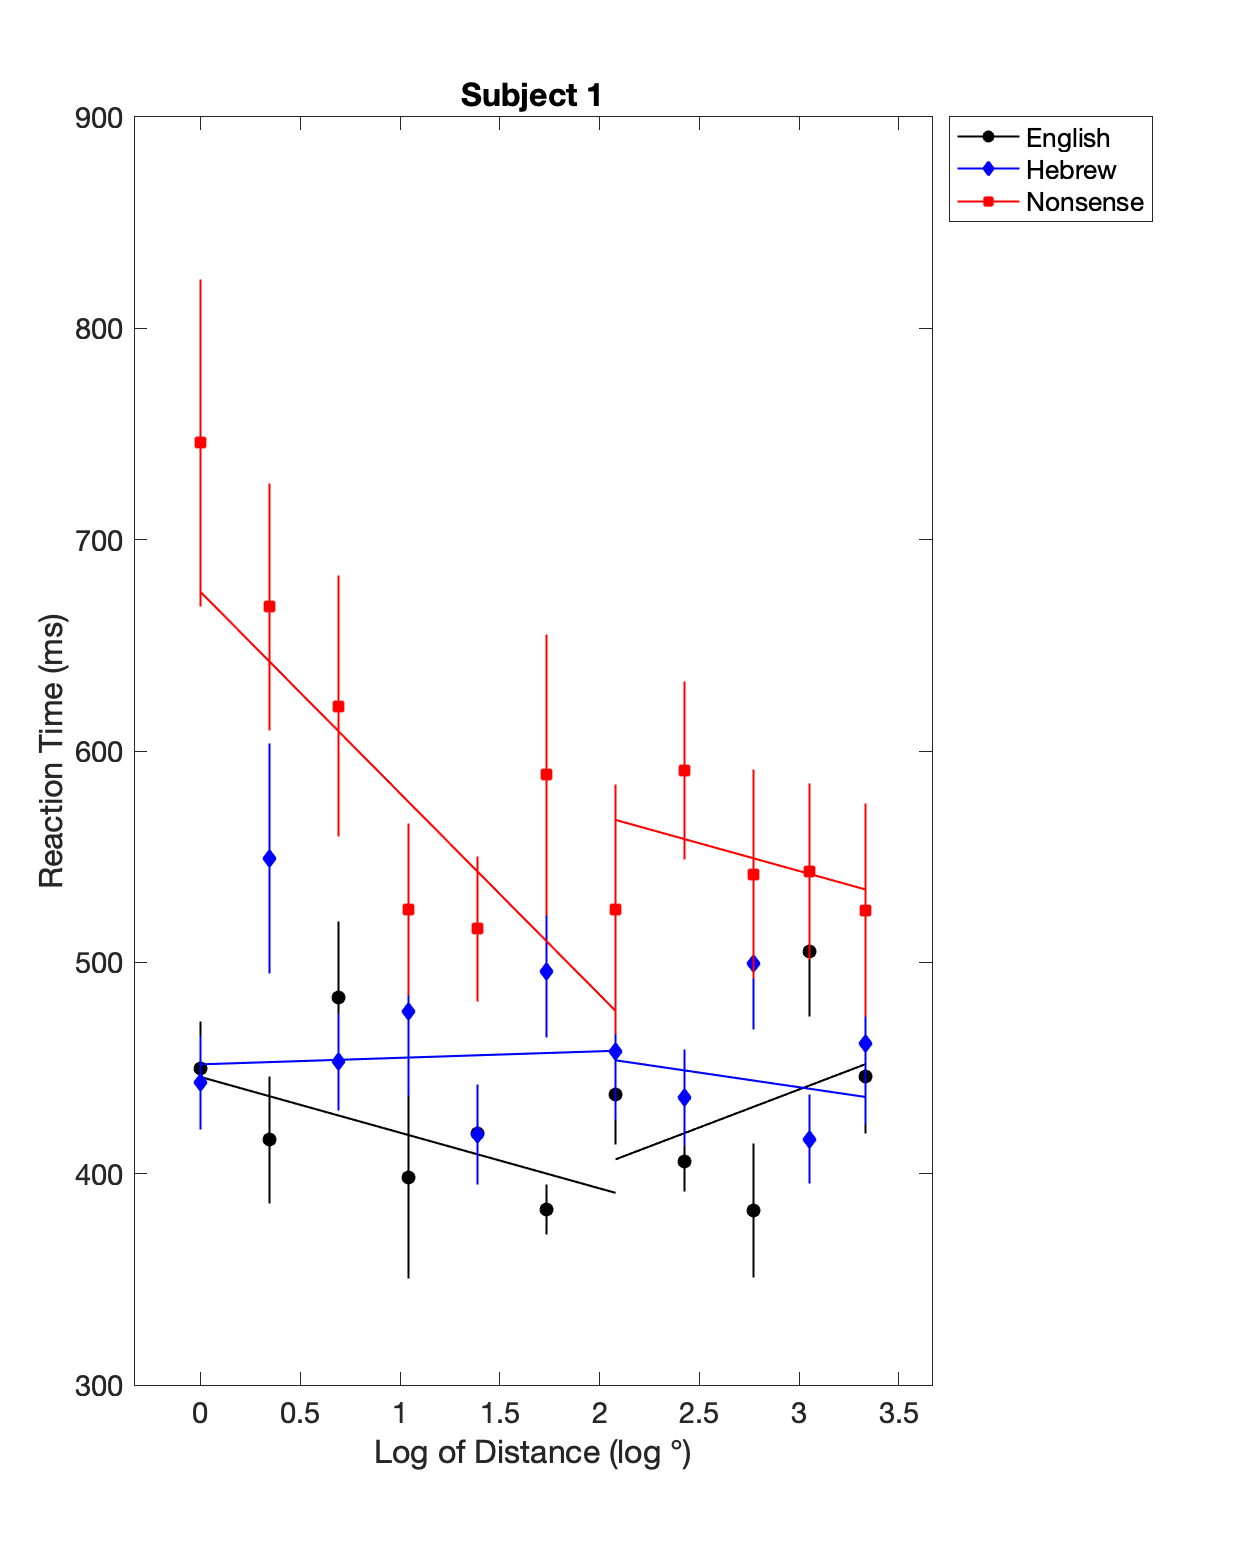 Subject 1
900
800
700
600
500
400
300
Reaction Time (ms)
0 0.5 1 1.5 2 2.5 3 3.5
Log of Distance (log °)
English
Hebrew
Nonsense